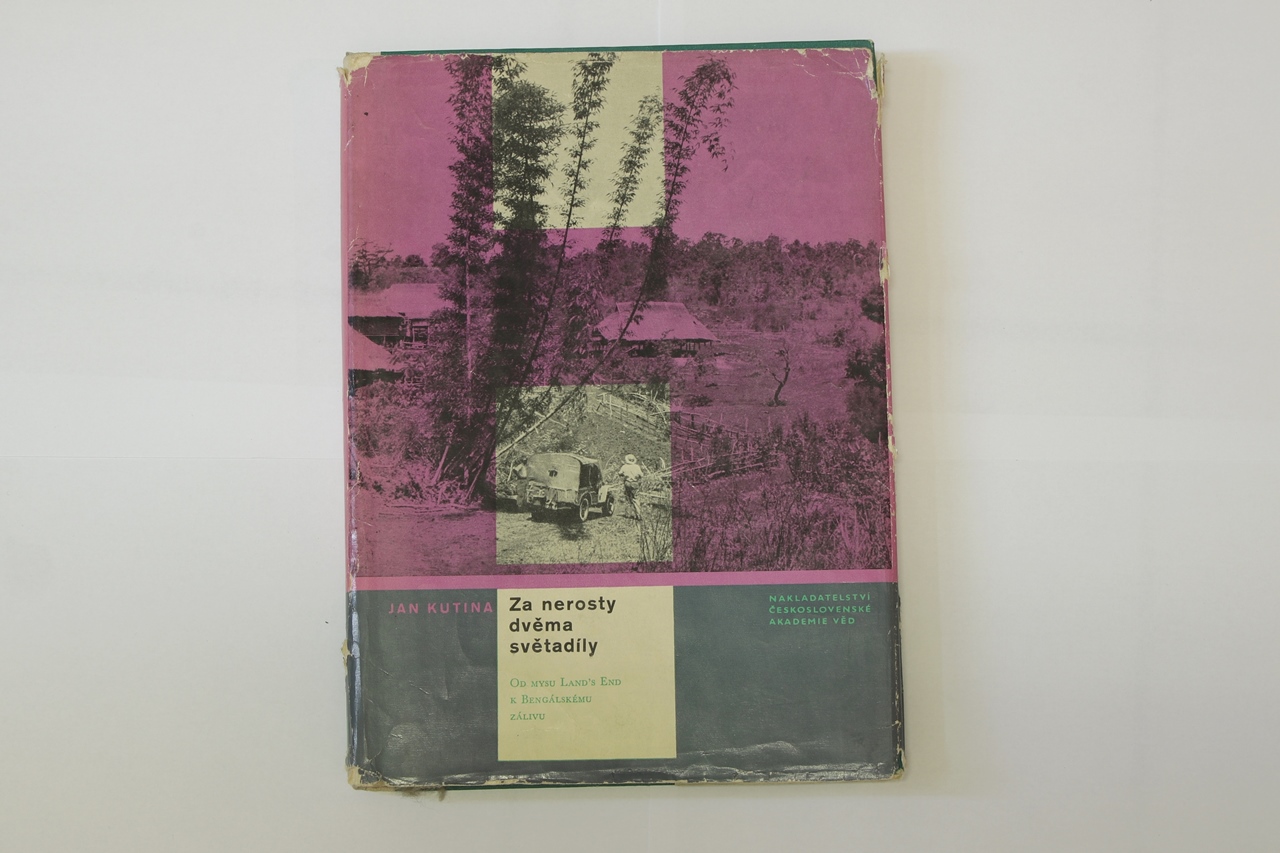 JAN KUTINA
Za nerosty
dvěma
světadíly
Od mysu Land's End
k Bengálskému
zálivu
NAKLADATELSTVÍ
ČESKOSLOVENSKÉ
AKADEMIE VĚD